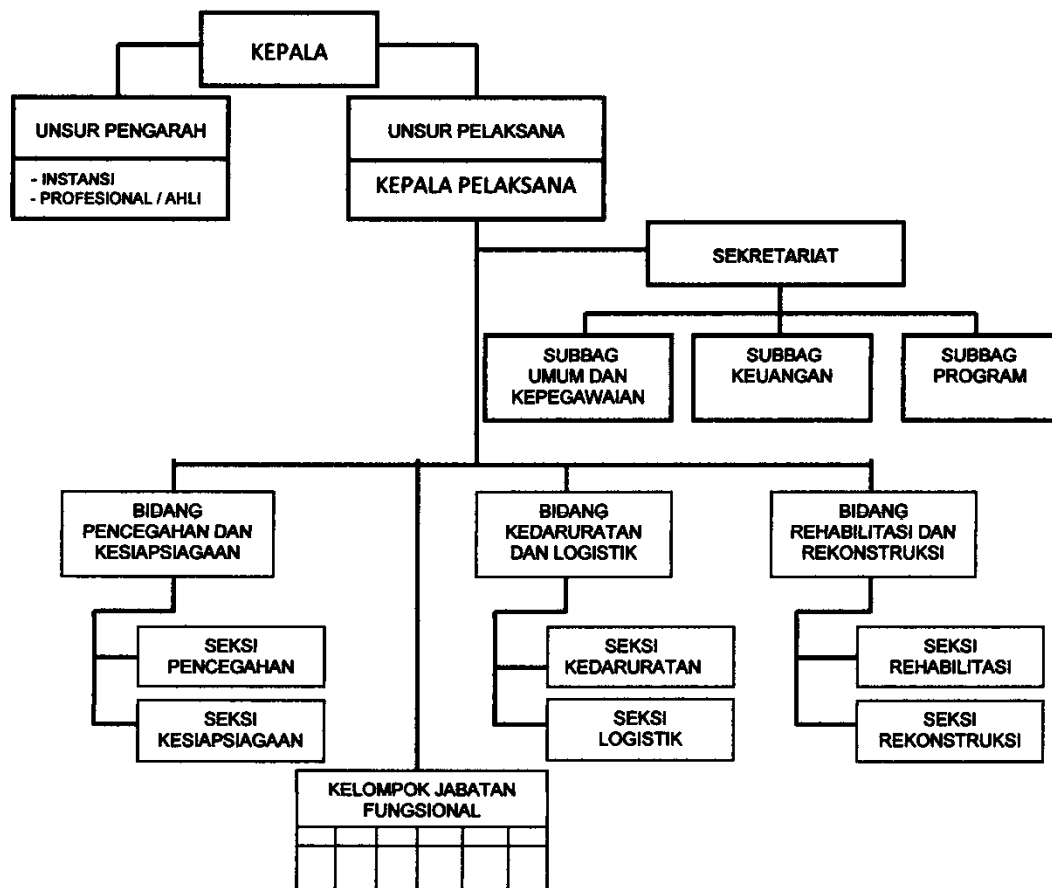 KEPALA
UNSUR PENGARAH
- INSTANSI
- PROFESIONAL / AHLI
UNSUR PELAKSANA
KEPALA PELAKSANA
SEKRETARIAT
SUBBAG
UMUM DAN
KEPEGAWAIAN
SUBBAG
KEUANGAN
SUBBAG
PROGRAM
BIDANG
PENCEGAHAN DAN
KESIAPSIAGAAN
SEKSI
PENCEGAHAN
SEKSI
KESIAPSIAGAAN
BIDANG
KEDARURATAN
DAN LOGISTIK
SEKSI
KEDARURATAN
SEKSI
LOGISTIK
BIDANG
REHABILITASI DAN
REKONSTRUKSI
SEKSI
REHABILITASI
SEKSI
REKONSTRUKSI
KELOMPOK JABATAN
FUNGSIONAL